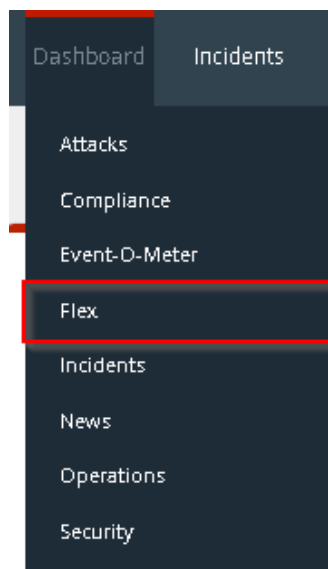 Dashboard Incidents
Attacks
Compliance
Event-O-Meter
Flex
Incidents
News
Operations
Security